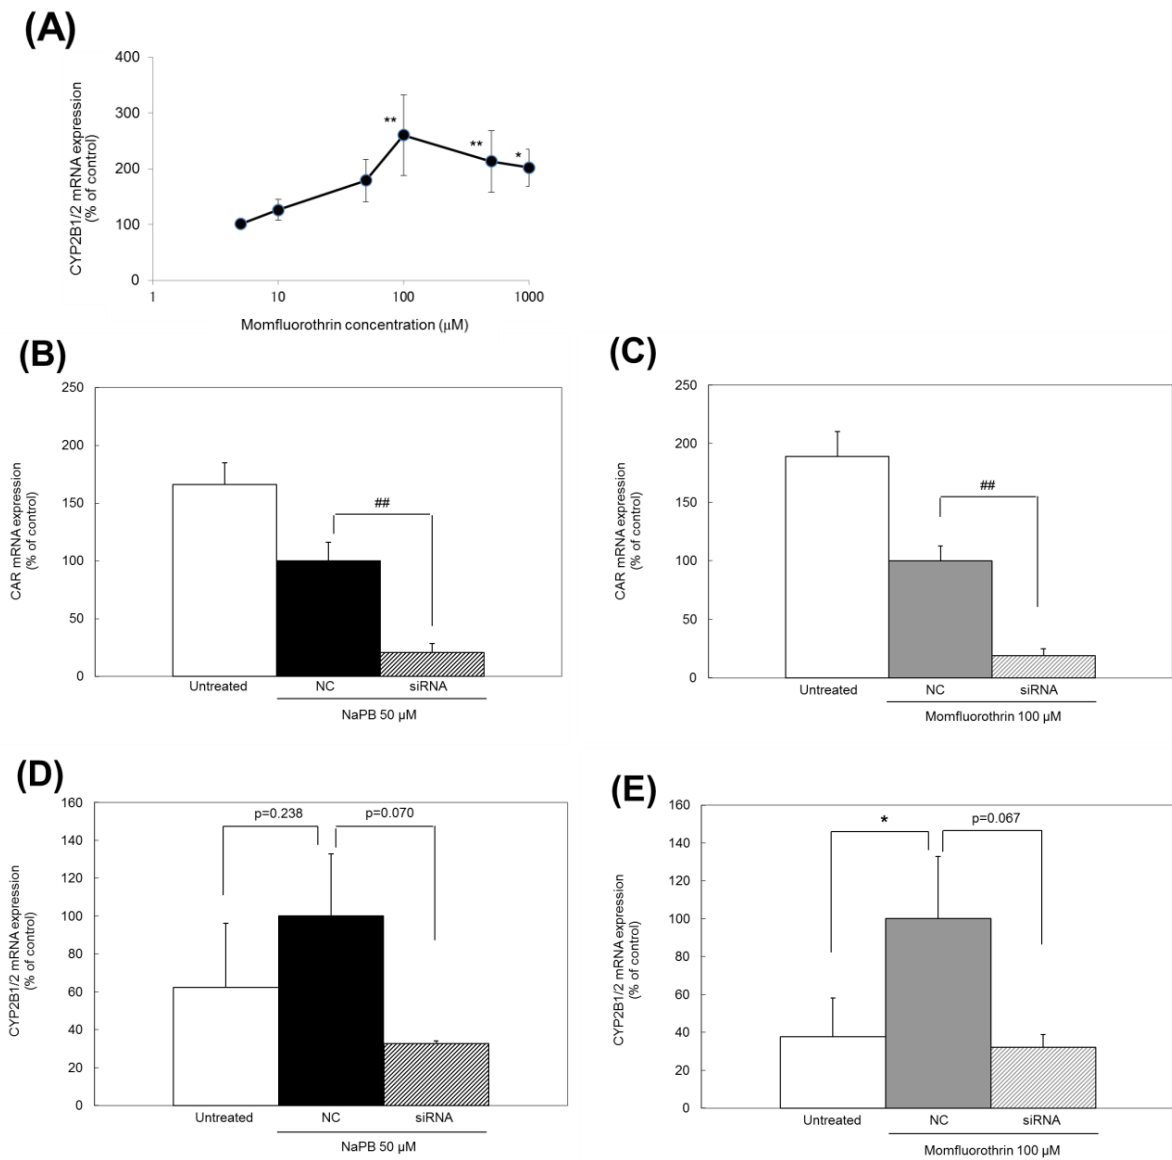 (A)
CYP2B1/2 mRNA expression
(% of control)
400
300
200
100
0
**
**
*
1
10
100
1000
Momfluorothrin concentration (μM)
(B)
CAR mRNA expression
(% of control)
250
200
150
100
50
0
##
Untreated
NC
siRNA
NaPB 50 μM
(C)
CAR mRNA expression
(% of control)
250
200
150
100
50
0
##
Untreated
NC
siRNA
Momfluorothrin 100 μM
(D)
CYP2B1/2 mRNA expression
(% of control)
160
140
120
100
80
60
40
20
0
p=0.238
p=0.070
Untreated
NC
siRNA
NaPB 50 μM
(E)
CYP2B1/2 mRNA expression
(% of control)
160
140
120
100
80
60
40
20
0
*
p=0.067
Untreated
NC
siRNA
Momfluorothrin 100 μM